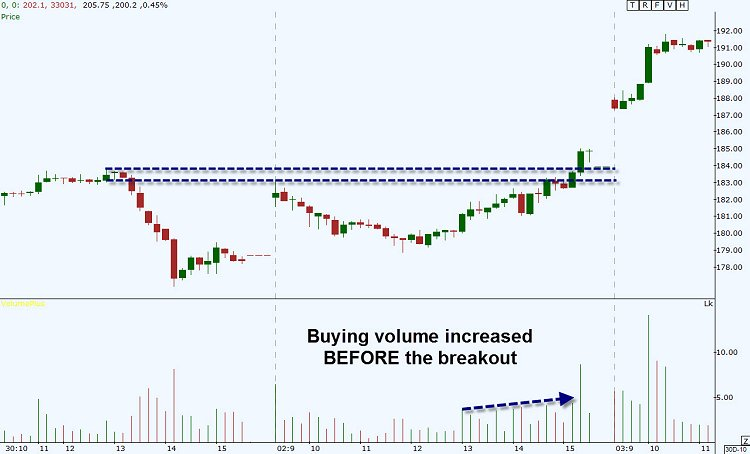 0, 0: 202.1, 33031, 205.75 ,200.2 ,0.45%
T R F V H
Price
192.00
191.00
190.00
189.00
188.00
187.00
186.00
185.00
184.00
183.00
182.00
181.00
180.00
179.00
178.00
VolumePlus
Lk
Buying volume increased
BEFORE the breakout
10.00
5.00
Z
30:10 11 12 13 14 15 02:9 10 11 12 13 14 15 03:9 10 11
30D-10